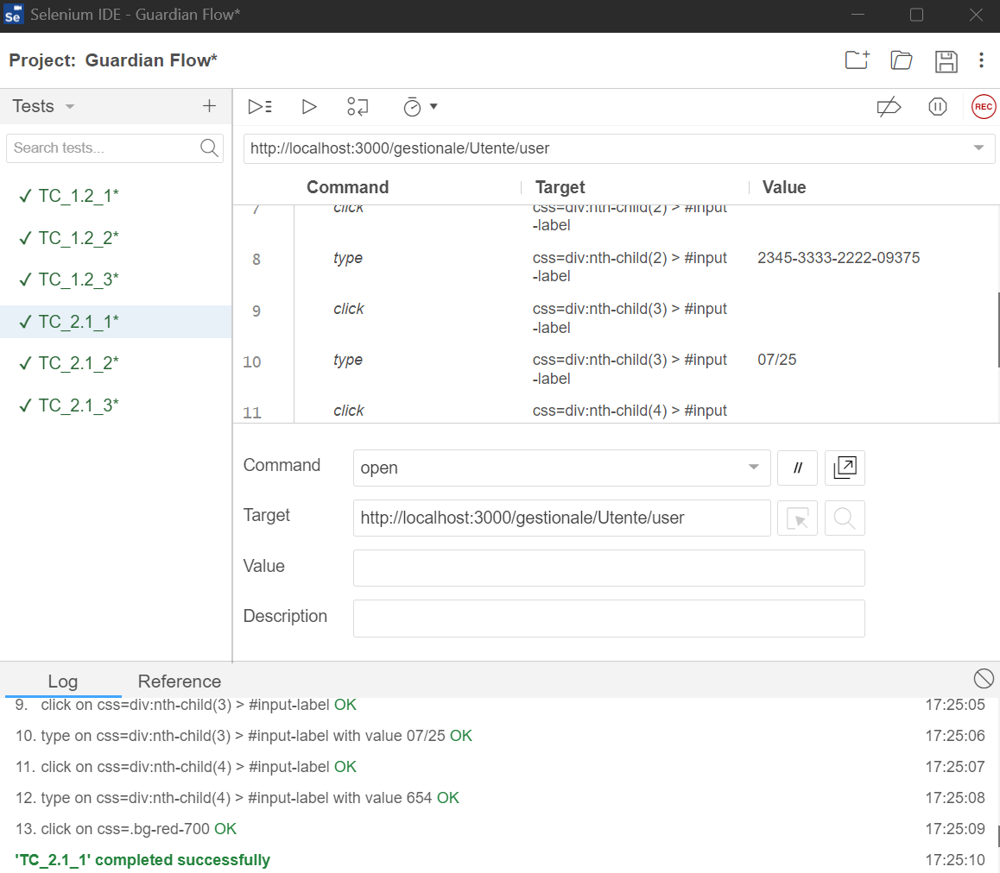 Se Selenium IDE - Guardian Flow*
Project: Guardian Flow*
Tests
REC
Search tests...
http://localhost:3000/gestionale/Utente/user
✓ TC_1.2_1*
✓ TC_1.2_2*
✓ TC_1.2_3*
✓ TC_2.1_1*
✓ TC_2.1_2*
✓ TC_2.1_3*
Command Target Value
7 click css=div:nth-child(2) > #input
-label
8 type css=div:nth-child(2) > #input 2345-3333-2222-09375
-label
9 click css=div:nth-child(3) > #input
-label
10 type css=div:nth-child(3) > #input 07/25
-label
11 click css=div:nth-child(4) > #input
Command open //
Target http://localhost:3000/gestionale/Utente/user
Value
Description
Log Reference
9. click on css=div:nth-child(3) > #input-label OK 17:25:05
10. type on css=div:nth-child(3) > #input-label with value 07/25 OK 17:25:06
11. click on css=div:nth-child(4) > #input-label OK 17:25:07
12. type on css=div:nth-child(4) > #input-label with value 654 OK 17:25:08
13. click on css=.bg-red-700 OK 17:25:09
'TC_2.1_1' completed successfully 17:25:10